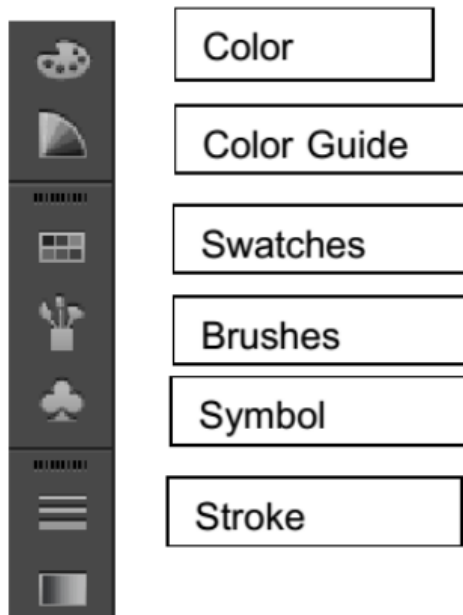 Color
Color Guide
Swatches
Brushes
Symbol
Stroke